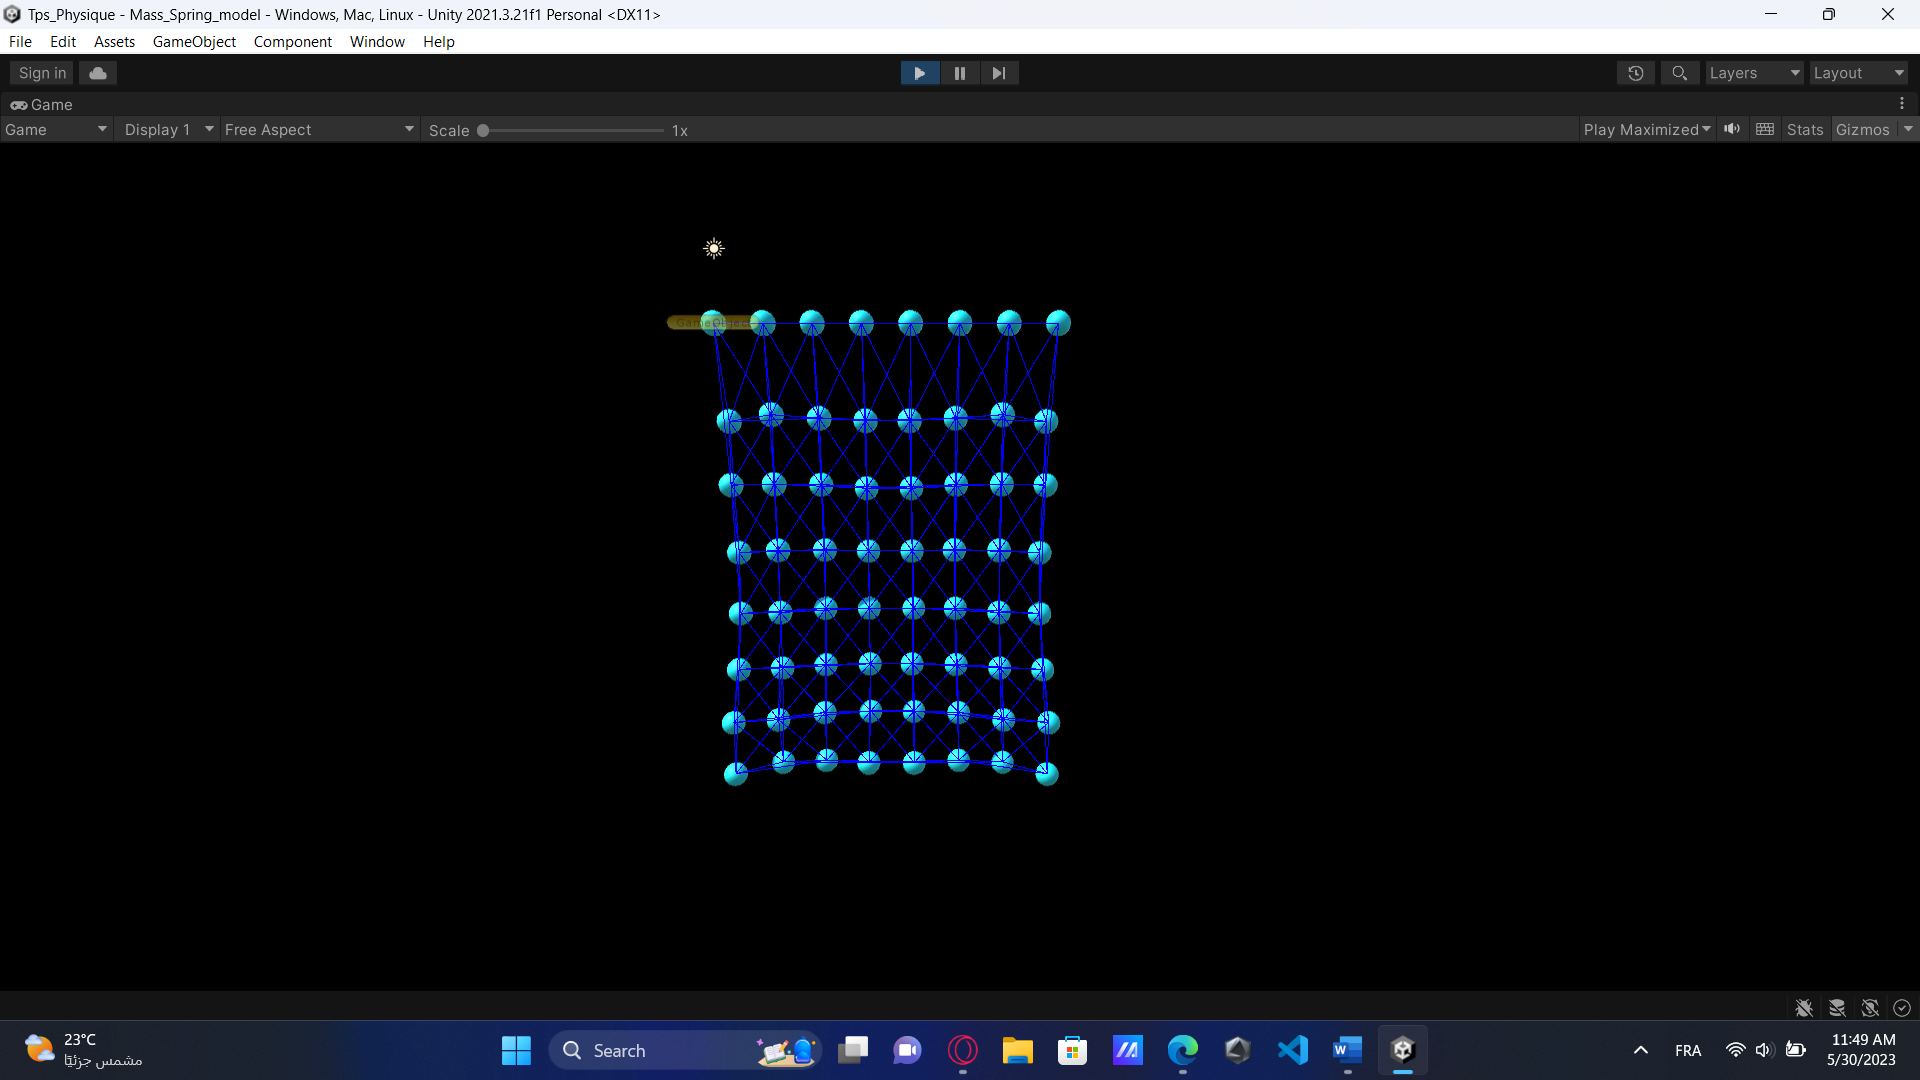 Tps_Physique - Mass_Spring_model - Windows, Mac, Linux - Unity 2021.3.21f1 Personal <DX11>
File Edit Assets GameObject Component Window Help
Sign in Layers Layout
Game
Game Display 1 Free Aspect Scale 1x Play Maximized Stats Gizmos
GameObject
23°C
مشمس جزئيًا
Search
W
FRA
11:49 AM
5/30/2023